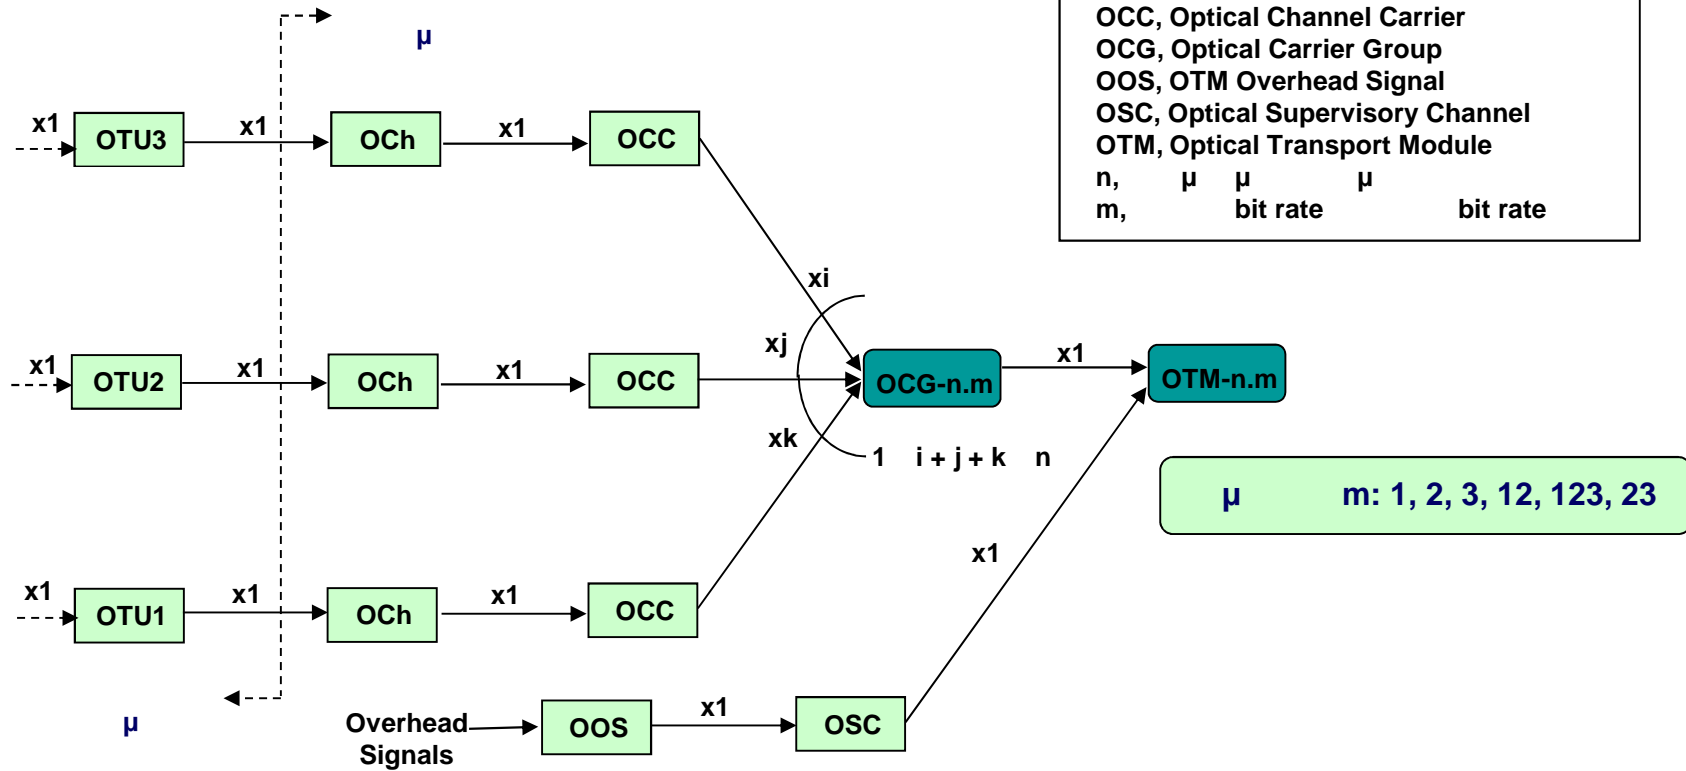 OCC, Optical Channel Carrier
OCG, Optical Carrier Group
OOS, OTM Overhead Signal
OSC, Optical Supervisory Channel
OTM, Optical Transport Module
n, μ μ μ
m, bit rate bit rate
μ
x1 OTU3 x1 OCh x1 OCC
xi
x1 OTU2 x1 OCh x1 OCC xj OCG-n.m x1 OTM-n.m
xk
1 i + j + k n
μ m: 1, 2, 3, 12, 123, 23
x1
x1 OTU1 x1 OCh x1 OCC
μ
Overhead
Signals
OOS x1 OSC